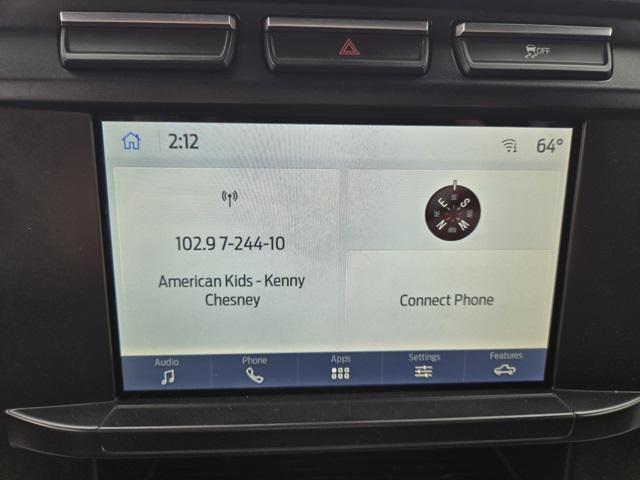 OFF
2:12
64°
102.9 7-244-10
American Kids - Kenny
Chesney
E
S
N
W
Connect Phone
Audio
Phone
Apps
Settings
Features